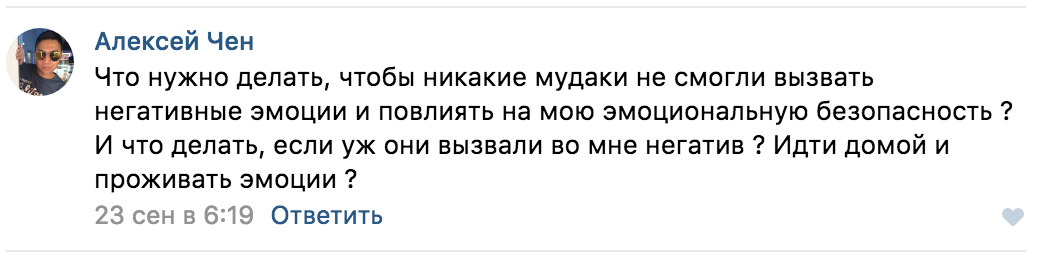 Алексей Чен
Что нужно делать, чтобы никакие мудаки не смогли вызвать
негативные эмоции и повлиять на мою эмоциональную безопасность ?
И что делать, если уж они вызвали во мне негатив ? Идти домой и
проживать эмоции ?
23 сен в 6:19 Ответить